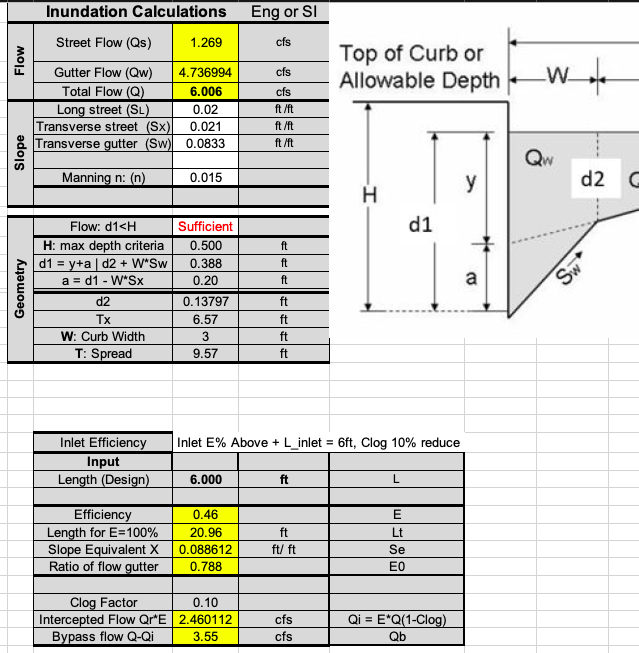 Inundation Calculations Eng or SI
Flow
Street Flow (Qs) 1.269 cfs
Gutter Flow (Qw) 4.736994 cfs
Total Flow (Q) 6.006 cfs
Slope
Long street (SL) 0.02 ft /ft
Transverse street (Sx) 0.021 ft /ft
Transverse gutter (Sw) 0.0833 ft /ft
Manning n: (n) 0.015
Geometry
Flow: d1<H Sufficient
H: max depth criteria 0.500 ft
d1 = y+a | d2 + W*Sw 0.388 ft
a = d1 - W*Sx 0.20 ft
d2 0.13797 ft
Tx 6.57 ft
W: Curb Width 3 ft
T: Spread 9.57 ft
Top of Curb or
Allowable Depth
W
Qw
d2
y
H
d1
a
Sw
Inlet Efficiency Inlet E% Above + L_inlet = 6ft, Clog 10% reduce
Input
Length (Design) 6.000 ft L
Efficiency 0.46 E
Length for E=100% 20.96 ft Lt
Slope Equivalent X 0.088612 ft/ ft Se
Ratio of flow gutter 0.788 E0
Clog Factor 0.10
Intercepted Flow Qr*E 2.460112 cfs Qi = E*Q(1-Clog)
Bypass flow Q-Qi 3.55 cfs Qb